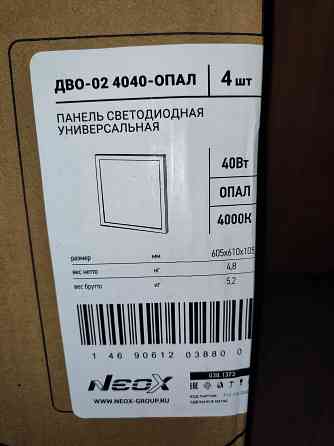 ДВО-02 4040-ОПАЛ 4 шт
ПАНЕЛЬ СВЕТОДИОДНАЯ
УНИВЕРСАЛЬНАЯ
40Вт
ОПАЛ
4000К
размер мм 605х610х105
вес нетто кг 4,8
вес брутто кг 5,2
1 46 90612 03880 0
NEOX
WWW.NEOX-GROUP.RU